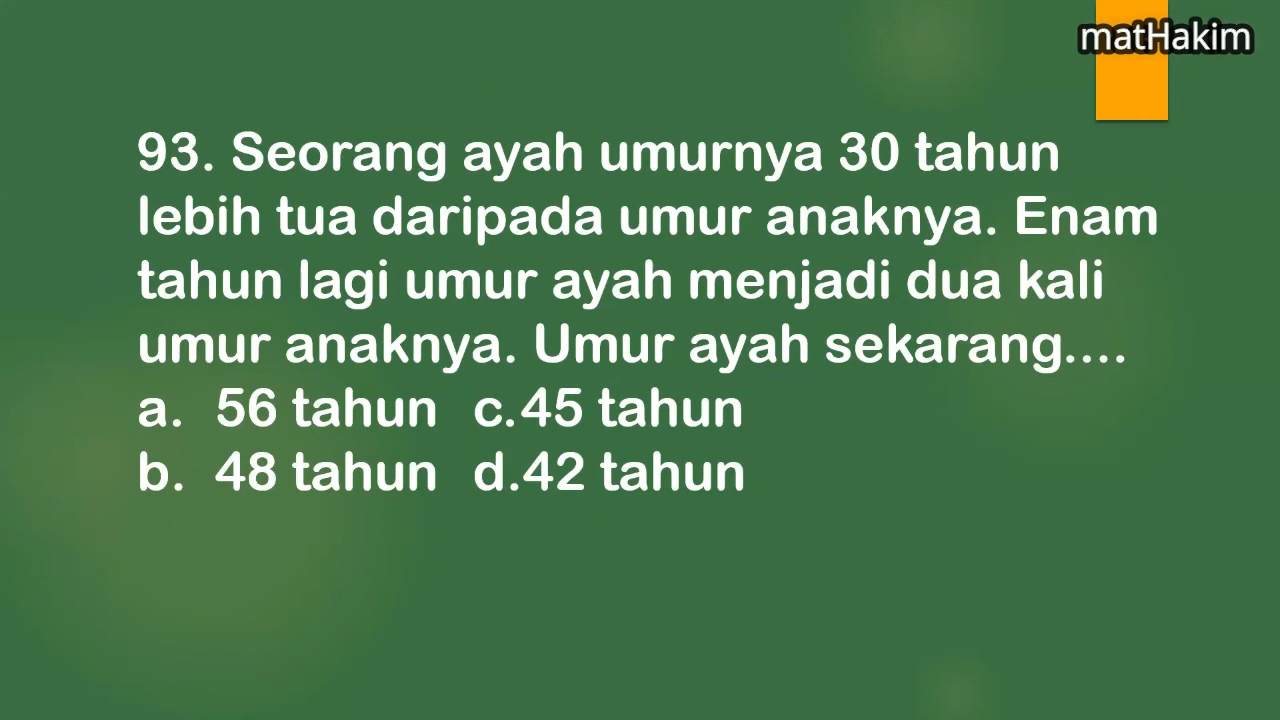 matHakim
93. Seorang ayah umurnya 30 tahun
lebih tua daripada umur anaknya. Enam
tahun lagi umur ayah menjadi dua kali
umur anaknya. Umur ayah sekarang....
a. 56 tahun c.45 tahun
b. 48 tahun d.42 tahun